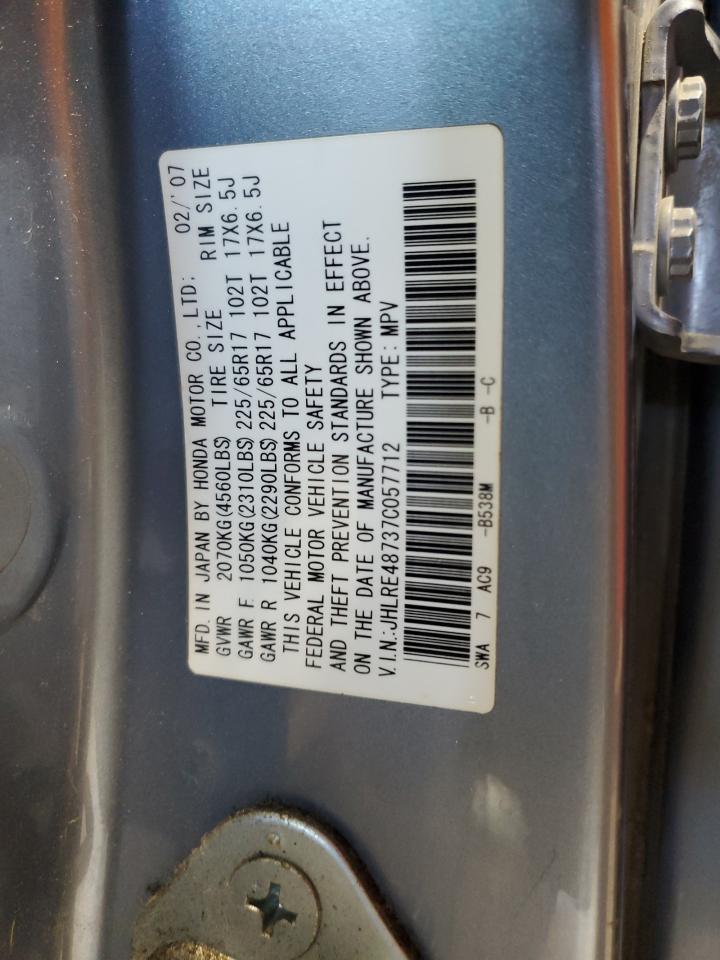 MFD. IN JAPAN BY HONDA MOTOR CO.,LTD: 02/'07
GVWR 2070KG(4560LBS) TIRE SIZE RIM SIZE
GAWR F. 1050KG(2310LBS) 225/65R17 102T 17X6.5J
GAWR R 1040KG(2290LBS) 225/65R17 102T 17X6.5J
THIS VEHICLE CONFORMS TO ALL APPLICABLE
FEDERAL MOTOR VEHICLE SAFETY
AND THEFT PREVENTION STANDARDS IN EFFECT
ON THE DATE OF MANUFACTURE SHOWN ABOVE.
V.I.N.:JHLRE48737C057712 TYPE: MPV
SWA 7 AC9 -B538M -B -C